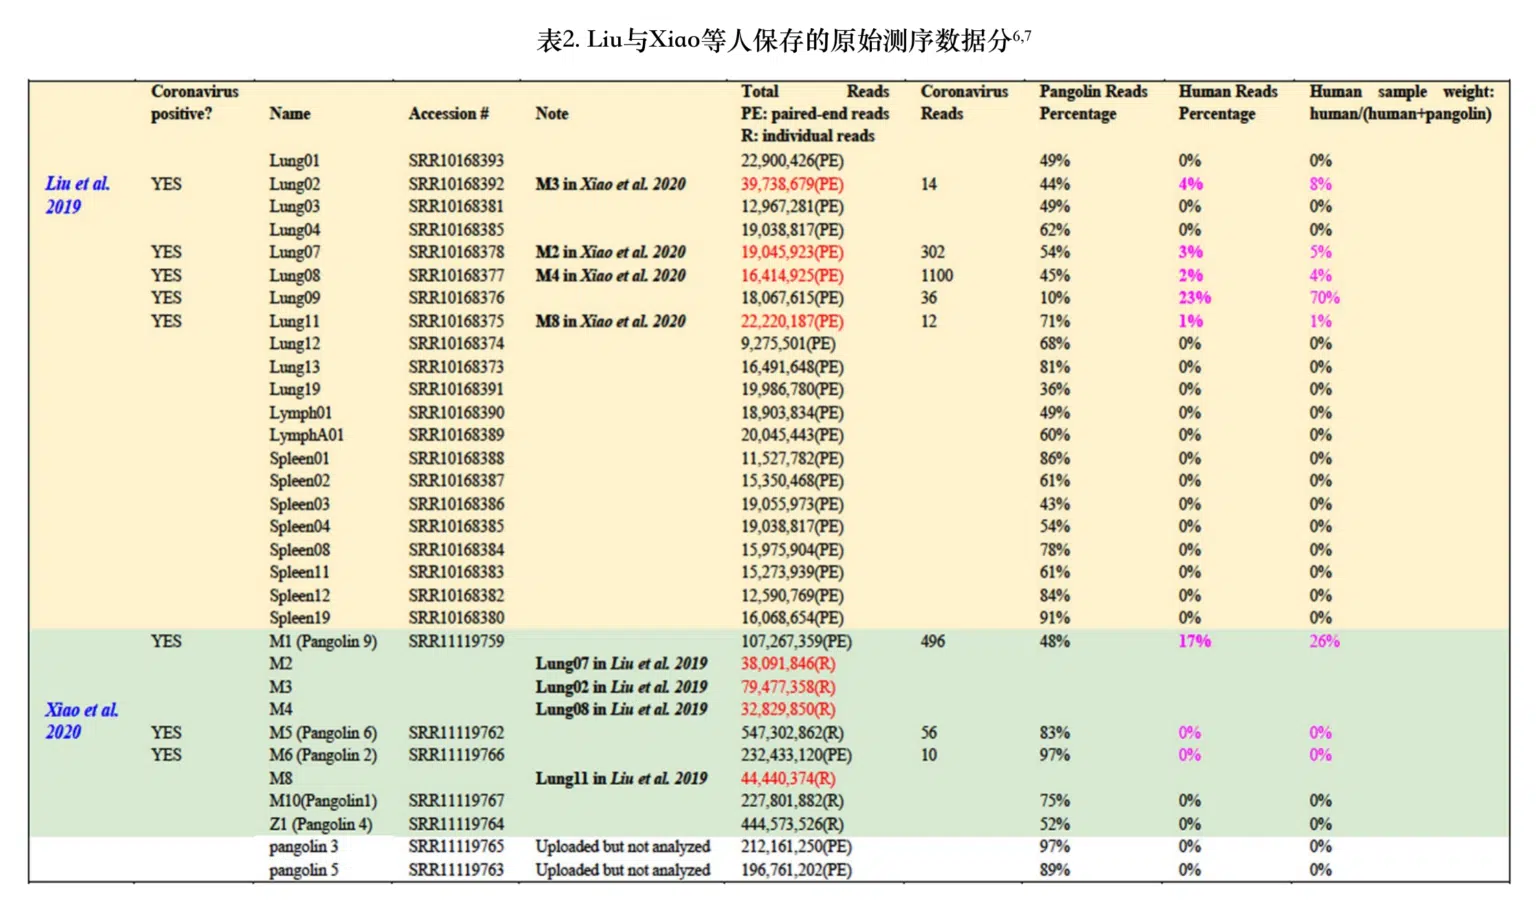 表2. Liu与Xiao等人保存的原始测序数据分6,7
Coronavirus positive? Name Accession # Note Total Reads PE: paired-end reads R: individual reads Coronavirus Reads Pangolin Reads Percentage Human Reads Percentage Human sample weight: human/(human+pangolin)
Lung01 SRR10168393 22,900,426(PE) 49% 0% 0%
Liu et al. 2019 YES Lung02 SRR10168392 M3 in Xiao et al. 2020 39,738,679(PE) 14 44% 4% 8%
Lung03 SRR10168381 12,967,281(PE) 49% 0% 0%
Lung04 SRR10168385 19,038,817(PE) 62% 0% 0%
YES Lung07 SRR10168378 M2 in Xiao et al. 2020 19,045,923(PE) 302 54% 3% 5%
YES Lung08 SRR10168377 M4 in Xiao et al. 2020 16,414,925(PE) 1100 45% 2% 4%
YES Lung09 SRR10168376 18,067,615(PE) 36 10% 23% 70%
YES Lung11 SRR10168375 M8 in Xiao et al. 2020 22,220,187(PE) 12 71% 1% 1%
Lung12 SRR10168374 9,275,501(PE) 68% 0% 0%
Lung13 SRR10168373 16,491,648(PE) 81% 0% 0%
Lung19 SRR10168391 19,986,780(PE) 36% 0% 0%
Lymph01 SRR10168390 18,903,834(PE) 49% 0% 0%
LymphA01 SRR10168389 20,045,443(PE) 60% 0% 0%
Spleen01 SRR10168388 11,527,782(PE) 86% 0% 0%
Spleen02 SRR10168387 15,350,468(PE) 61% 0% 0%
Spleen03 SRR10168386 19,055,973(PE) 43% 0% 0%
Spleen04 SRR10168385 19,038,817(PE) 54% 0% 0%
Spleen08 SRR10168384 15,975,904(PE) 78% 0% 0%
Spleen11 SRR10168383 15,273,939(PE) 61% 0% 0%
Spleen12 SRR10168382 12,590,769(PE) 84% 0% 0%
Spleen19 SRR10168380 16,068,654(PE) 91% 0% 0%
YES M1 (Pangolin 9) SRR11119759 107,267,359(PE) 496 48% 17% 26%
M2 Lung07 in Liu et al. 2019 38,091,846(R)
M3 Lung02 in Liu et al. 2019 79,477,358(R)
Xiao et al. 2020 M4 Lung08 in Liu et al. 2019 32,829,850(R)
YES M5 (Pangolin 6) SRR11119762 547,302,862(R) 56 83% 0% 0%
YES M6 (Pangolin 2) SRR11119766 232,433,120(PE) 10 97% 0% 0%
M8 Lung11 in Liu et al. 2019 44,440,374(R)
M10(Pangolin1) SRR11119767 227,801,882(R) 75% 0% 0%
Z1 (Pangolin 4) SRR11119764 444,573,526(R) 52% 0% 0%
pangolin 3 SRR11119765 Uploaded but not analyzed 212,161,250(PE) 97% 0% 0%
pangolin 5 SRR11119763 Uploaded but not analyzed 196,761,202(PE) 89% 0% 0%